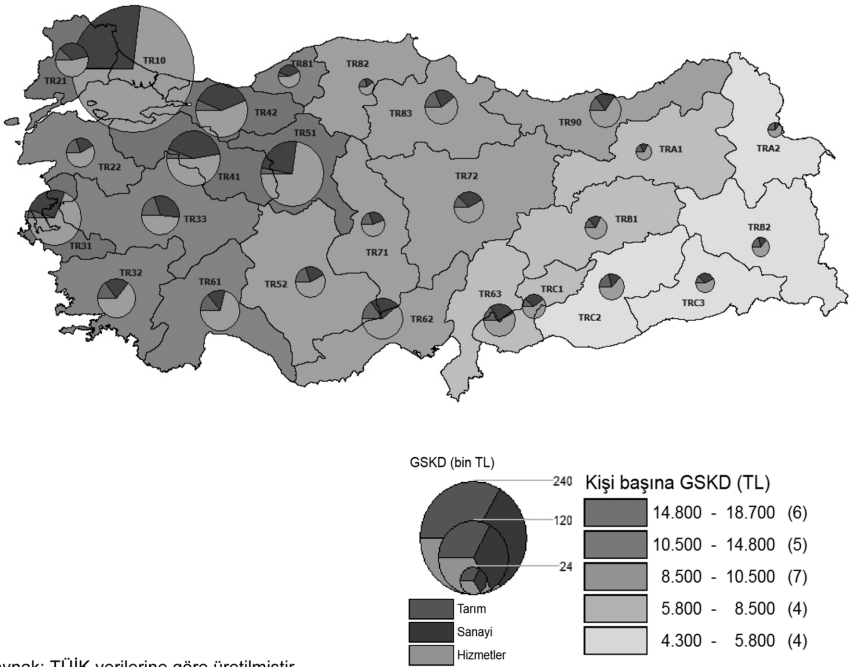 TR10
TR21
TR81
TR82
TR42
TR83
TR90
TRA2
TR51
TRA1
TR22
TR41
TR72
TR33
TRB1
TRB2
TR31
TR71
TR32
TR61
TR52
TR63
TRC1
TRC3
TR62
TRC2
GSKD (bin TL)
240
120
24
Tarım
Sanayi
Hizmetler
Kişi başına GSKD (TL)
14.800 - 18.700 (6)
10.500 - 14.800 (5)
8.500 - 10.500 (7)
5.800 - 8.500 (4)
4.300 - 5.800 (4)